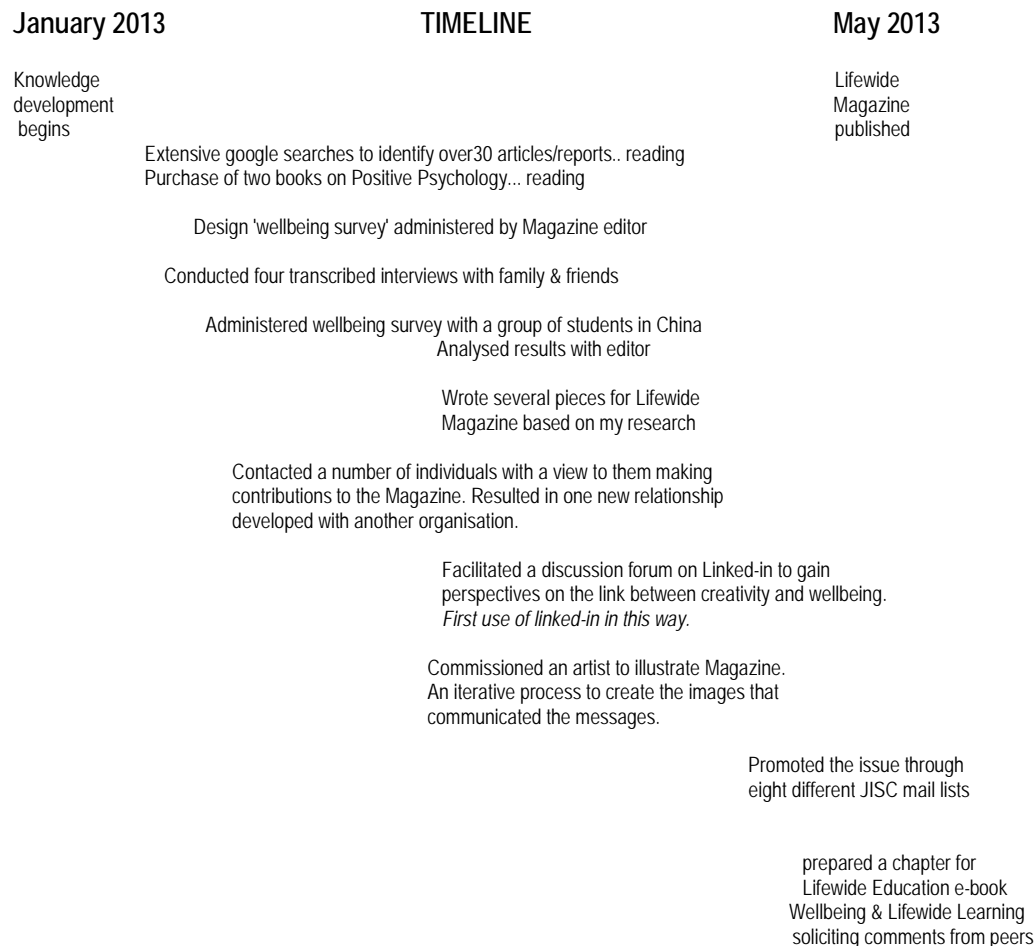 January 2013 TIMELINE May 2013
Knowledge
development
begins
Lifewide
Magazine
published
Extensive google searches to identify over30 articles/reports.. reading
Purchase of two books on Positive Psychology... reading
Design 'wellbeing survey' administered by Magazine editor
Conducted four transcribed interviews with family & friends
Administered wellbeing survey with a group of students in China
Analysed results with editor
Wrote several pieces for Lifewide
Magazine based on my research
Contacted a number of individuals with a view to them making
contributions to the Magazine. Resulted in one new relationship
developed with another organisation.
Facilitated a discussion forum on Linked-in to gain
perspectives on the link between creativity and wellbeing.
First use of linked-in in this way.
Commissioned an artist to illustrate Magazine.
An iterative process to create the images that
communicated the messages.
Promoted the issue through
eight different JISC mail lists
prepared a chapter for
Lifewide Education e-book
Wellbeing & Lifewide Learning
soliciting comments from peers